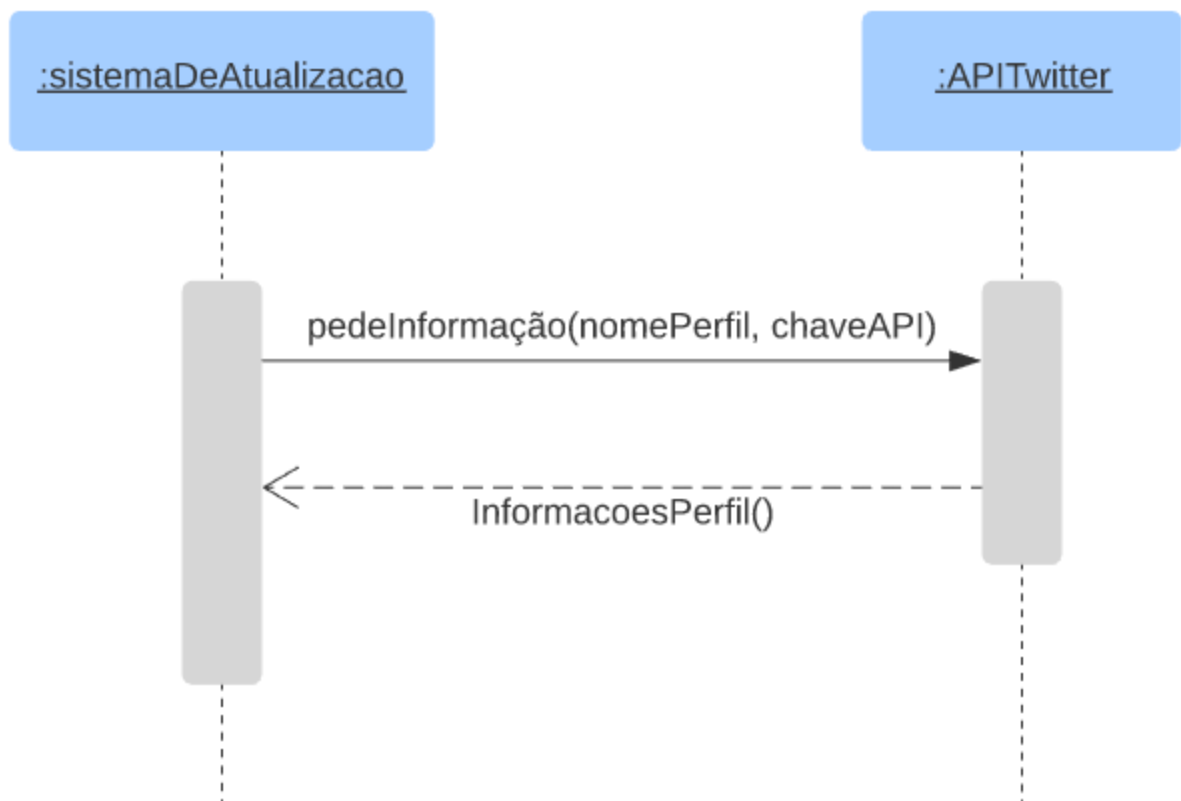 :sistemaDeAtualizacao
:APITwitter
pedeInformação(nomePerfil, chaveAPI)
InformacoesPerfil()